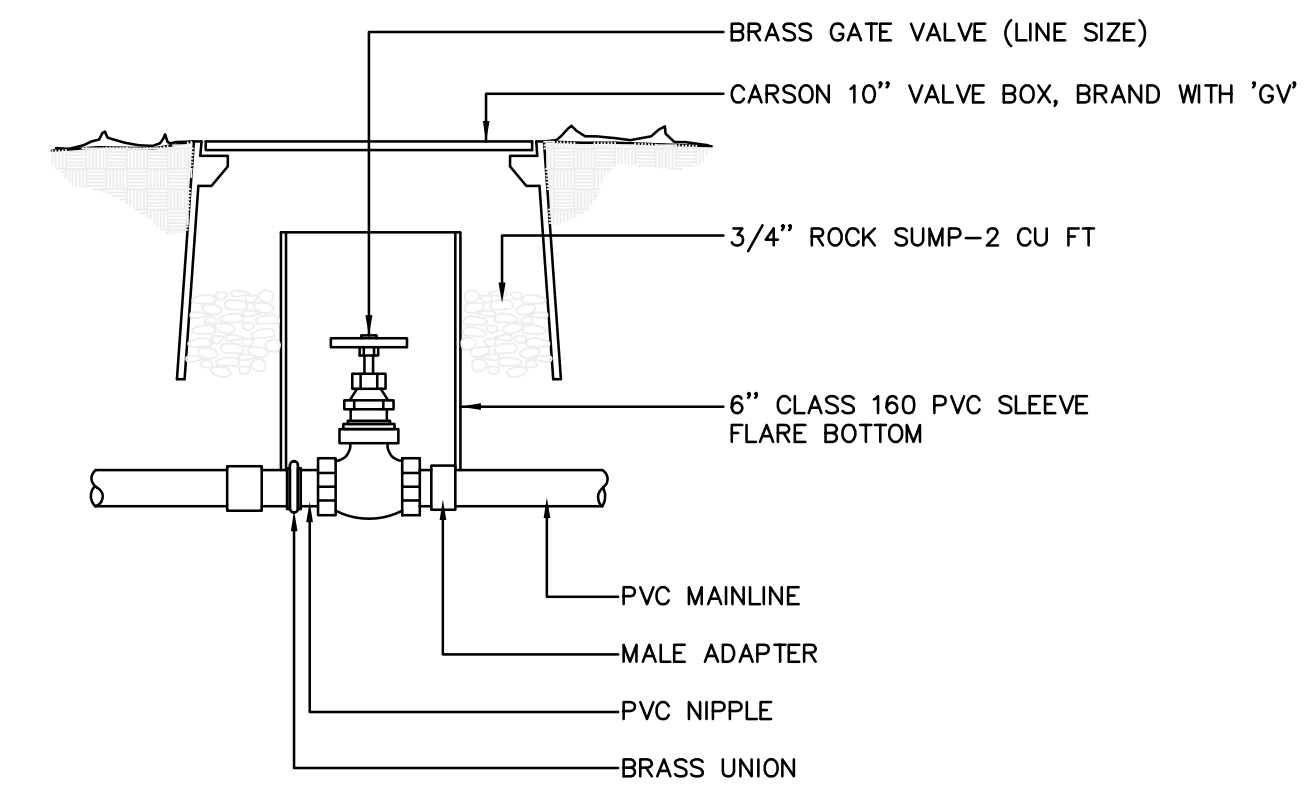 BRASS GATE VALVE (LINE SIZE)
CARSON 10" VALVE BOX, BRAND WITH 'GV'
3/4" ROCK SUMP-2 CU FT
6" CLASS 160 PVC SLEEVE
FLARE BOTTOM
PVC MAINLINE
MALE ADAPTER
PVC NIPPLE
BRASS UNION